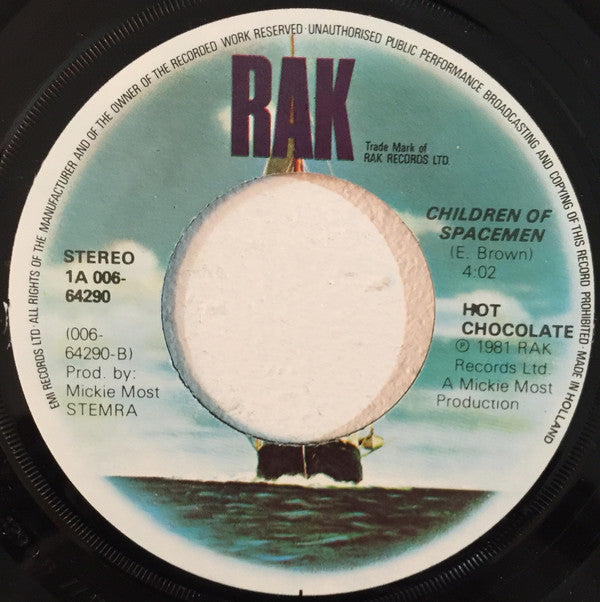 EMI RECORDS LTD·ALL RIGHTS OF THE MANUFACTURER AND OF THE OWNER OF THE RECORDED WORK RESERVED·UNAUTHORISED PUBLIC PERFORMANCE BROADCASTING AND COPYING OF THIS RECORD PROHIBITED·MADE IN HOLLAND
RAK
Trade Mark of
RAK RECORDS LTD.
STEREO
1A 006-
64290
(006-
64290-B)
Prod. by:
Mickie Most
STEMRA
CHILDREN OF
SPACEMEN
(E. Brown)
4:02
HOT
CHOCOLATE
℗ 1981 RAK
Records Ltd.
A Mickie Most
Production